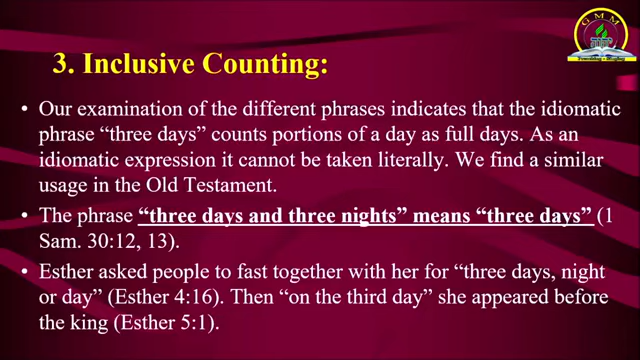 GMM
3. Inclusive Counting:
• Our examination of the different phrases indicates that the idiomatic
phrase “three days” counts portions of a day as full days. As an
idiomatic expression it cannot be taken literally. We find a similar
usage in the Old Testament.
• The phrase “three days and three nights” means “three days” (1
Sam. 30:12, 13).
• Esther asked people to fast together with her for “three days, night
or day” (Esther 4:16). Then “on the third day” she appeared before
the king (Esther 5:1).